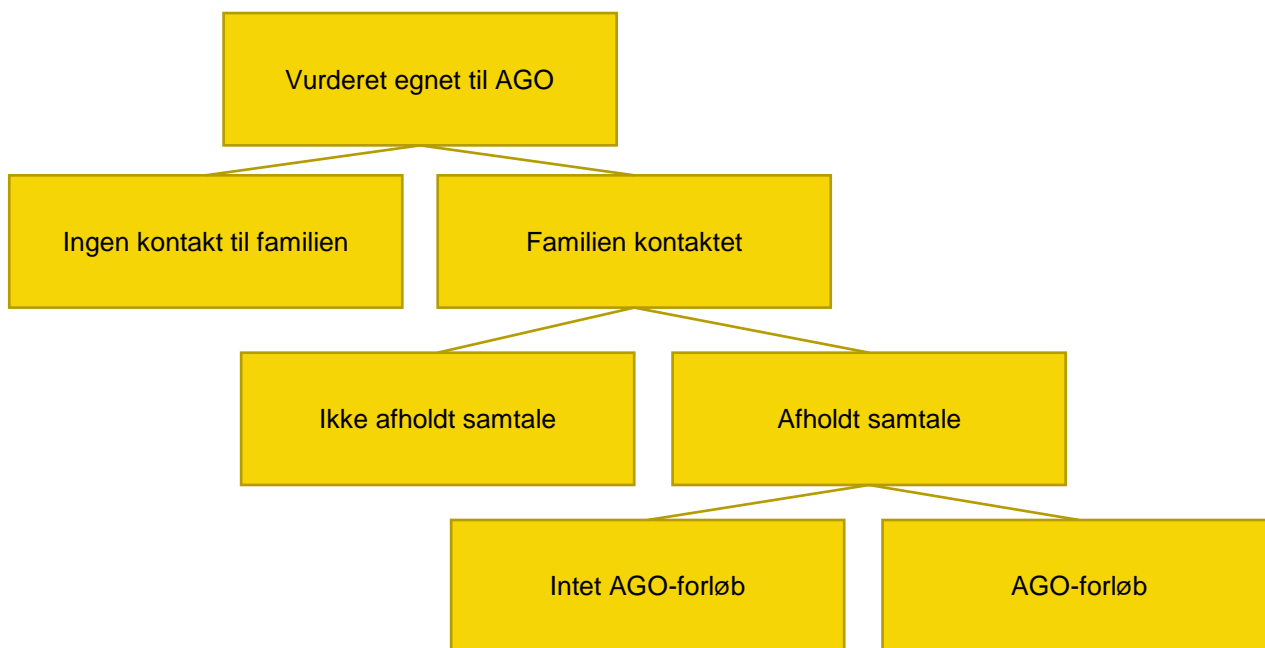 Vurderet egnet til AGO
Ingen kontakt til familien
Familien kontaktet
Ikke afholdt samtale
Afholdt samtale
Intet AGO-forløb
AGO-forløb